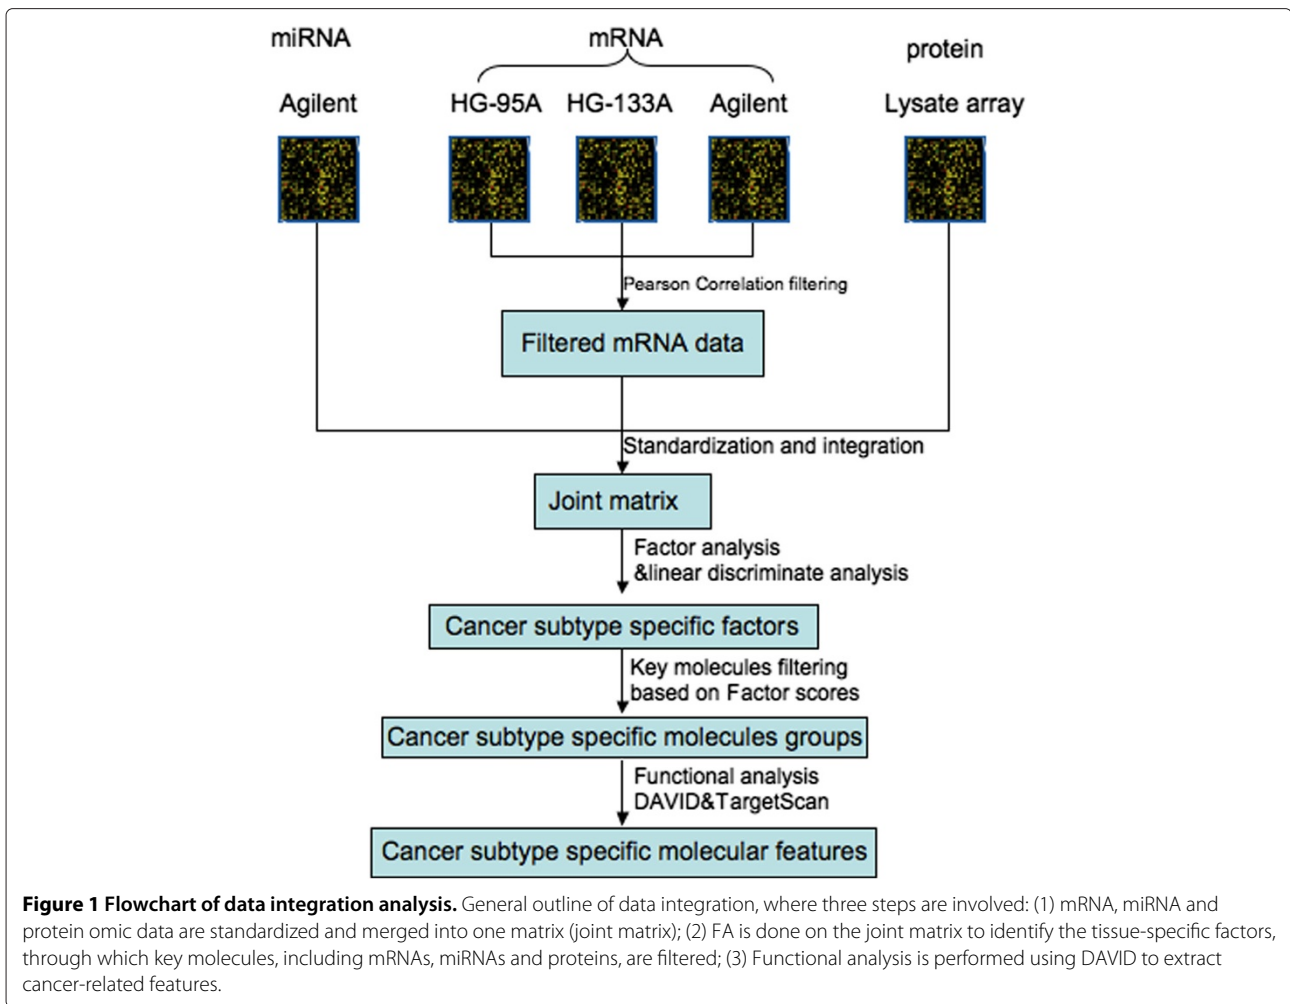 miRNA
mRNA
protein
Agilent
HG-95A HG-133A Agilent
Lysate array
Pearson Correlation filtering
Filtered mRNA data
Standardization and integration
Joint matrix
Factor analysis
&linear discriminate analysis
Cancer subtype specific factors
Key molecules filtering
based on Factor scores
Cancer subtype specific molecules groups
Functional analysis
DAVID&TargetScan
Cancer subtype specific molecular features
Figure 1 Flowchart of data integration analysis. General outline of data integration, where three steps are involved: (1) mRNA, miRNA and
protein omic data are standardized and merged into one matrix (joint matrix); (2) FA is done on the joint matrix to identify the tissue-specific factors,
through which key molecules, including mRNAs, miRNAs and proteins, are filtered; (3) Functional analysis is performed using DAVID to extract
cancer-related features.